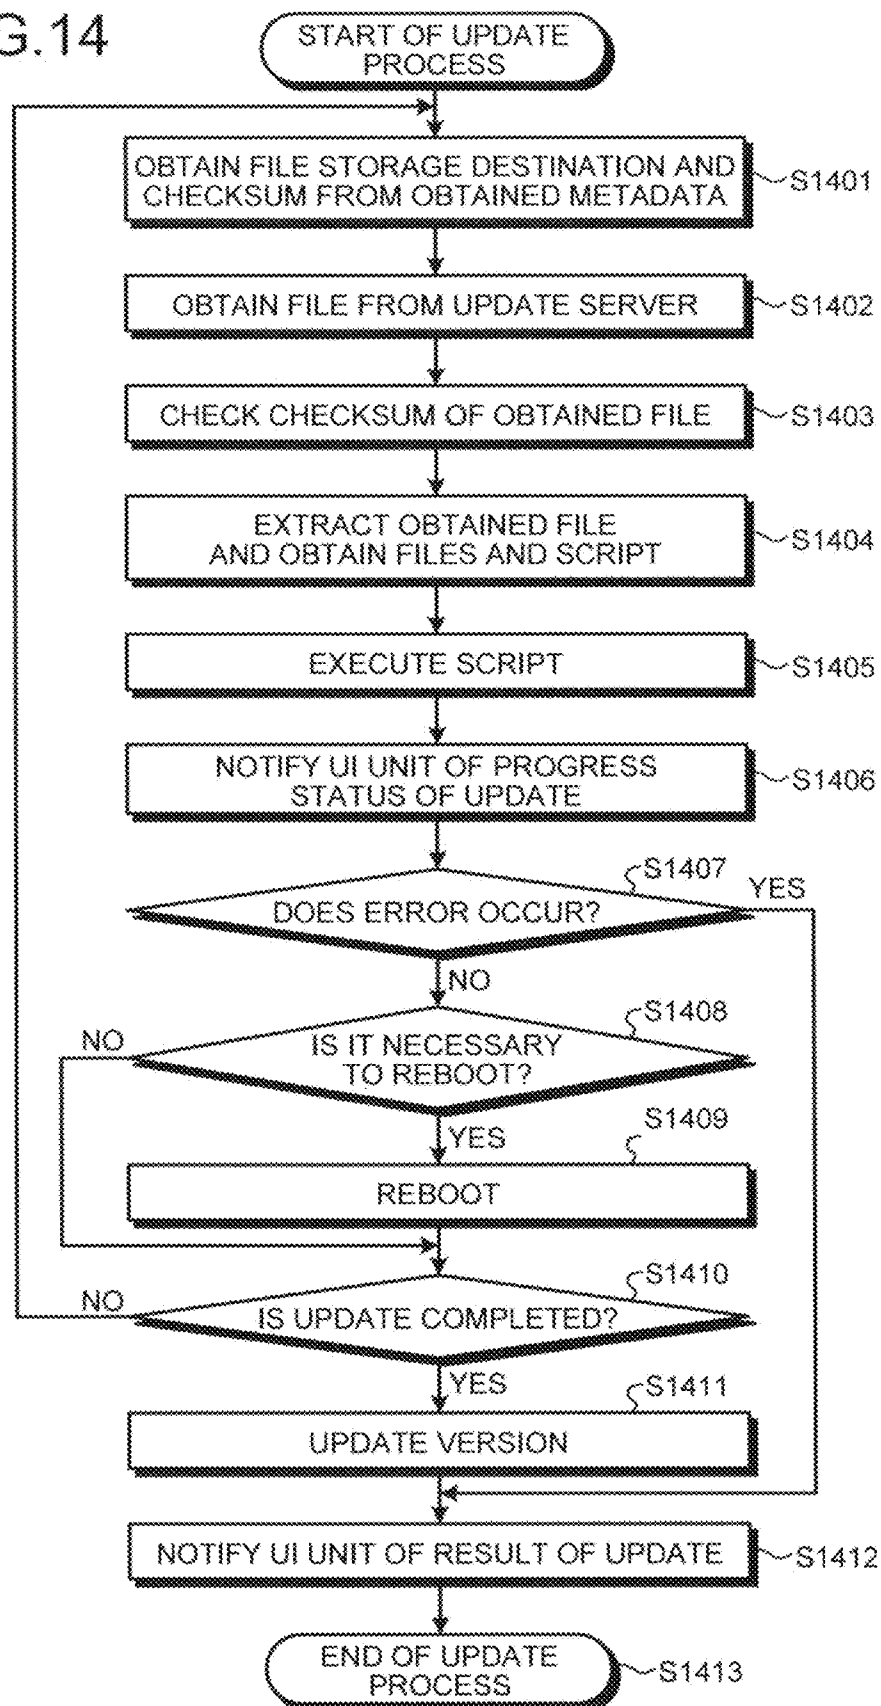 G.14
START OF UPDATE
PROCESS
OBTAIN FILE STORAGE DESTINATION AND
CHECKSUM FROM OBTAINED METADATA
S1401
OBTAIN FILE FROM UPDATE SERVER
S1402
CHECK CHECKSUM OF OBTAINED FILE
S1403
EXTRACT OBTAINED FILE
AND OBTAIN FILES AND SCRIPT
S1404
EXECUTE SCRIPT
S1405
NOTIFY UI UNIT OF PROGRESS
STATUS OF UPDATE
S1406
S1407
YES
DOES ERROR OCCUR?
NO
S1408
NO
IS IT NECESSARY
TO REBOOT?
YES
S1409
REBOOT
S1410
NO
IS UPDATE COMPLETED?
YES
S1411
UPDATE VERSION
NOTIFY UI UNIT OF RESULT OF UPDATE
S1412
END OF UPDATE
PROCESS
S1413